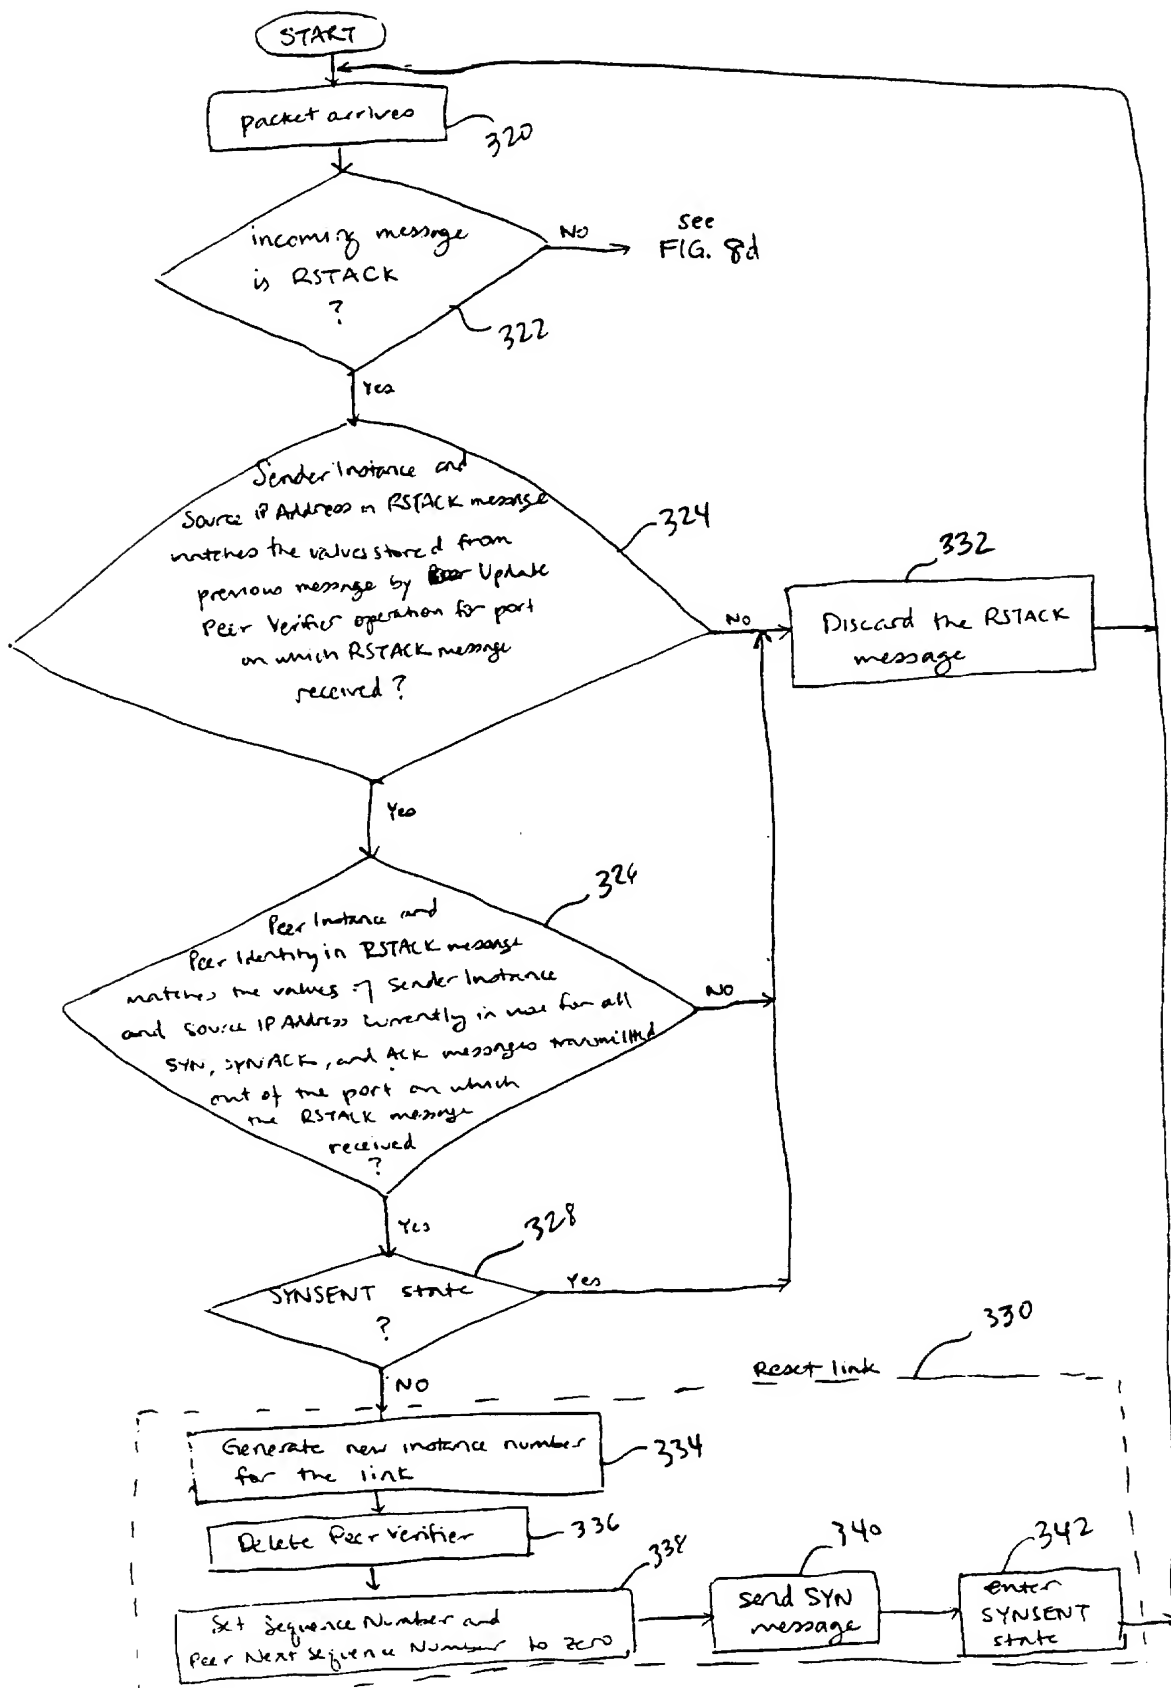 START
packet arrives
320
incoming message
is RSTACK
?
322
NO
see
FIG. 8d
Yes
Sender Instance and
Source IP Address in RSTACK message
matches the values stored from
previous message by Update
Peer Verifier operation for port
on which RSTACK message
received?
324
NO
332
Discard the RSTACK
message
Yes
Peer Instance and
Peer Identity in RSTACK message
matches the values of Sender Instance
and Source IP Address currently in use for all
SYN, SYNACK, and ACK messages transmitted
out of the port on which
the RSTACK message
received
?
326
NO
Yes
SYNSENT state
?
328
Yes
NO
Reset link
330
Generate new instance number
for the link
334
Delete Peer Verifier
336
Set Sequence Number and
Peer Next Sequence Number to zero
338
send SYN
message
340
enter
SYNSENT
state
342